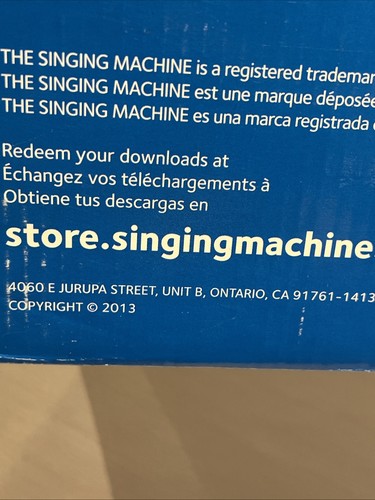 THE SINGING MACHINE is a registered trademar
THE SINGING MACHINE est une marque déposée
THE SINGING MACHINE es una marca registrada
Redeem your downloads at
Échangez vos téléchargements à
Obtiene tus descargas en
store.singingmachine.
4060 E JURUPA STREET, UNIT B, ONTARIO, CA 91761-1413
COPYRIGHT © 2013